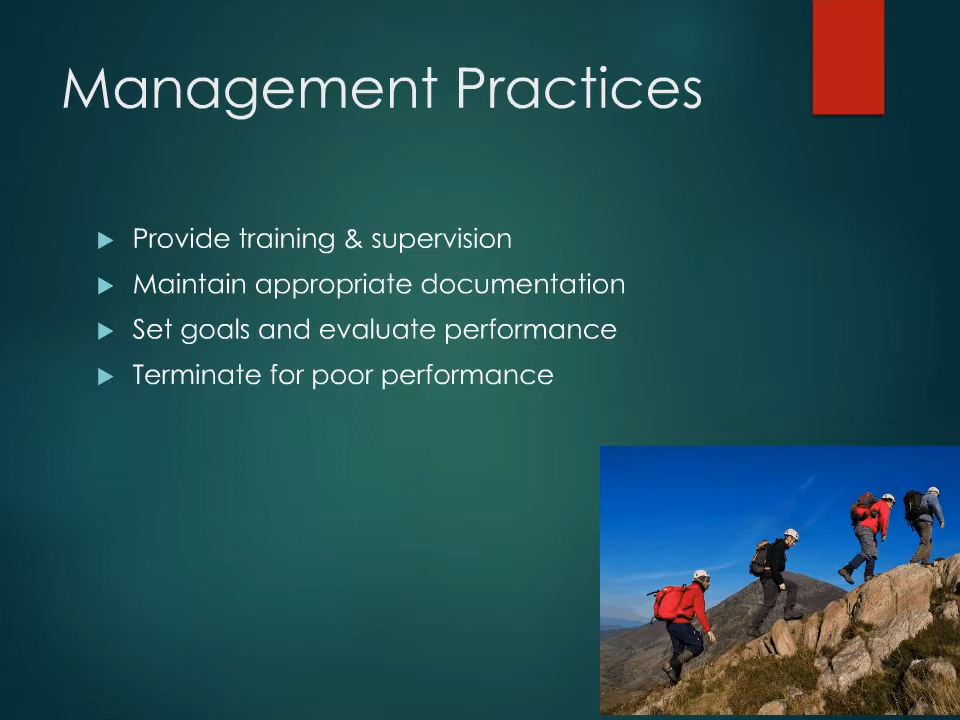 Management Practices
Provide training & supervision
Maintain appropriate documentation
Set goals and evaluate performance
Terminate for poor performance